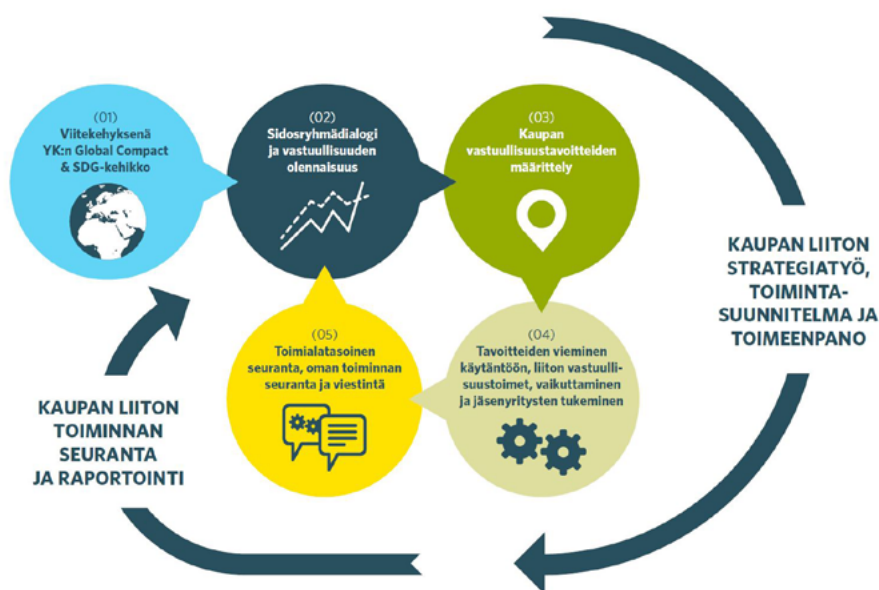 (01)
Viitekehyksenä
YK:n Global Compact
& SDG-kehikko
(02)
Sidosryhmädialogi
ja vastuullisuuden
olennaisuus
(03)
Kaupan
vastuullisuustavoitteiden
määrittely
KAUPAN LIITON
STRATEGIATYÖ,
TOIMINTA-
SUUNNITELMA JA
TOIMEENPANO
(04)
Tavoitteiden vieminen
käytäntöön, liiton vastuulli-
suustoimet, vaikuttaminen
ja jäsenyritysten tukeminen
(05)
Toimialatasoinen
seuranta, oman toiminnan
seuranta ja viestintä
KAUPAN LIITON
TOIMINNAN
SEURANTA
JA RAPORTOINTI